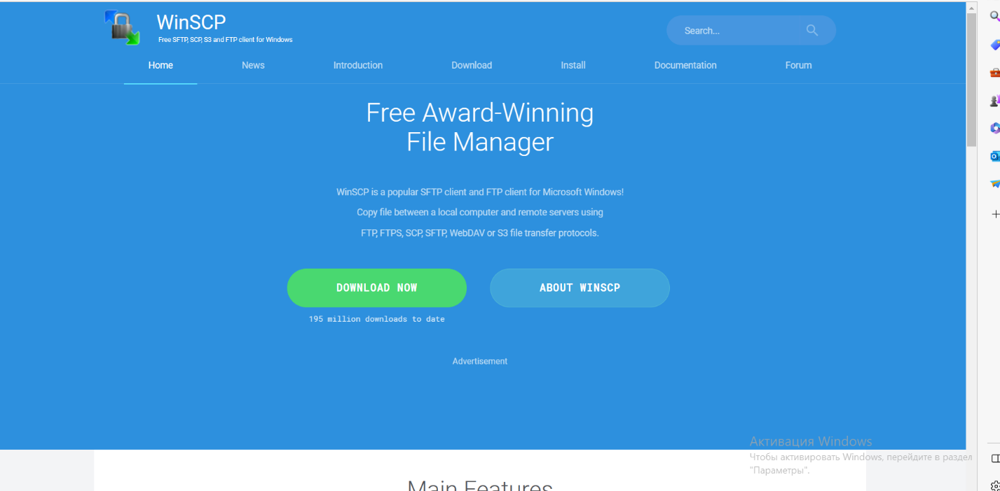 WinSCP
Free SFTP, SCP, S3 and FTP client for Windows
Search...
Home News Introduction Download Install Documentation Forum
Free Award-Winning
File Manager
WinSCP is a popular SFTP client and FTP client for Microsoft Windows!
Copy file between a local computer and remote servers using
FTP, FTPS, SCP, SFTP, WebDAV or S3 file transfer protocols.
DOWNLOAD NOW ABOUT WINSCP
195 million downloads to date
Advertisement
Активация Windows
Чтобы активировать Windows, перейдите в раздел
"Параметры".
Main Features